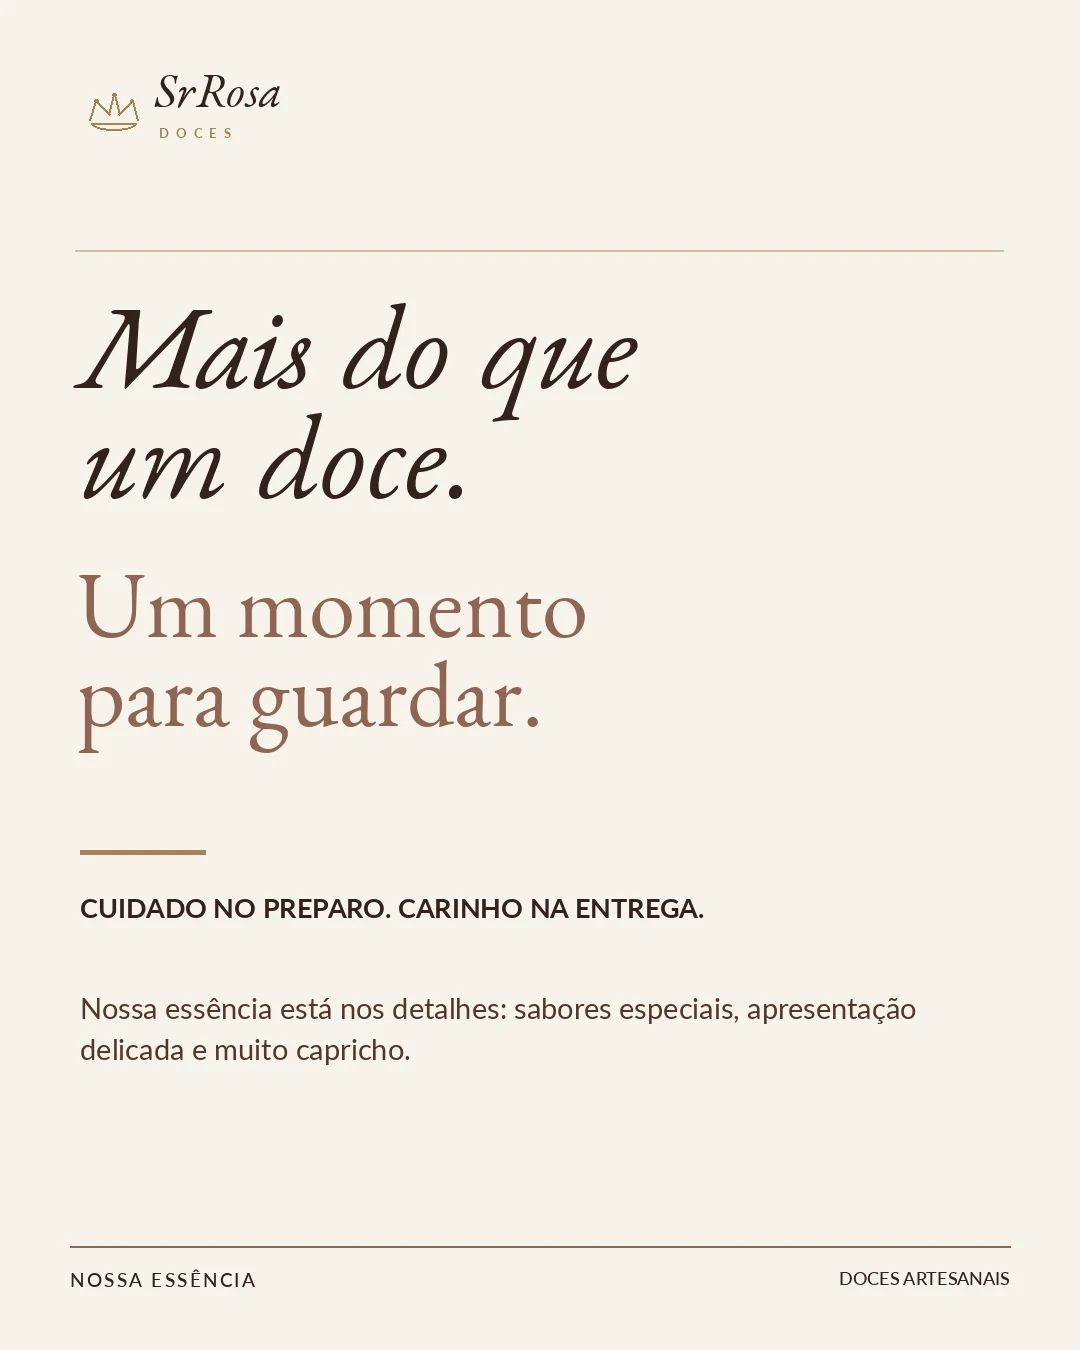 SrRosa
DOCES
Mais do que
um doce.
Um momento
para guardar.
CUIDADO NO PREPARO. CARINHO NA ENTREGA.
Nossa essência está nos detalhes: sabores especiais, apresentação
delicada e muito capricho.
NOSSA ESSÊNCIA
DOCES ARTESANAIS